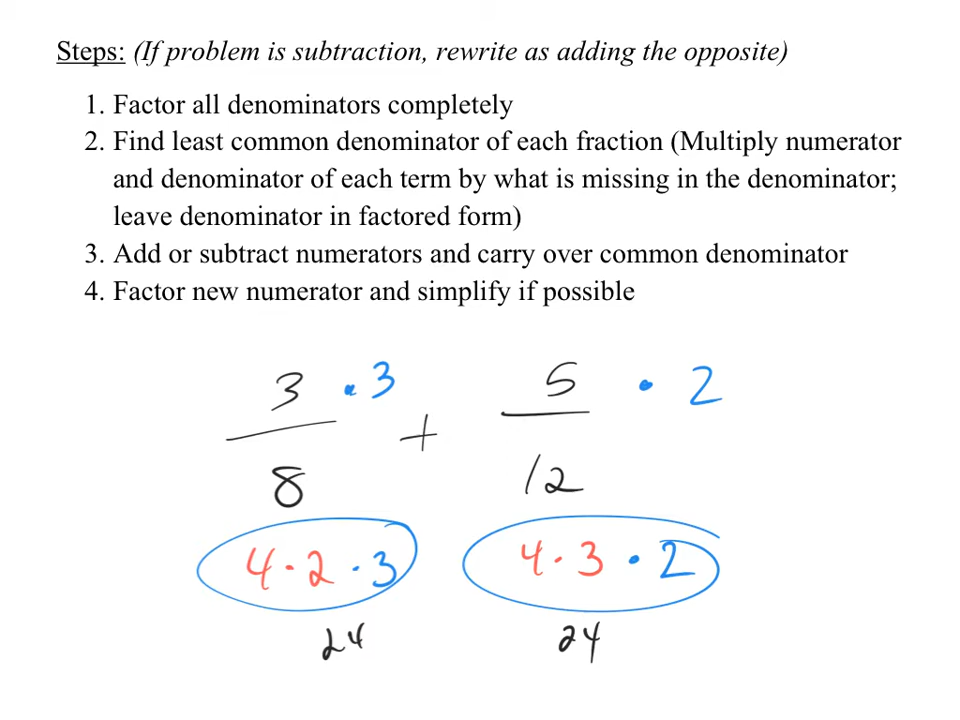 Steps: (If problem is subtraction, rewrite as adding the opposite)
1. Factor all denominators completely
2. Find least common denominator of each fraction (Multiply numerator
and denominator of each term by what is missing in the denominator;
leave denominator in factored form)
3. Add or subtract numerators and carry over common denominator
4. Factor new numerator and simplify if possible
3 · 3 + 5 · 2
8 12
4 · 2 · 3 4 · 3 · 2
24 24